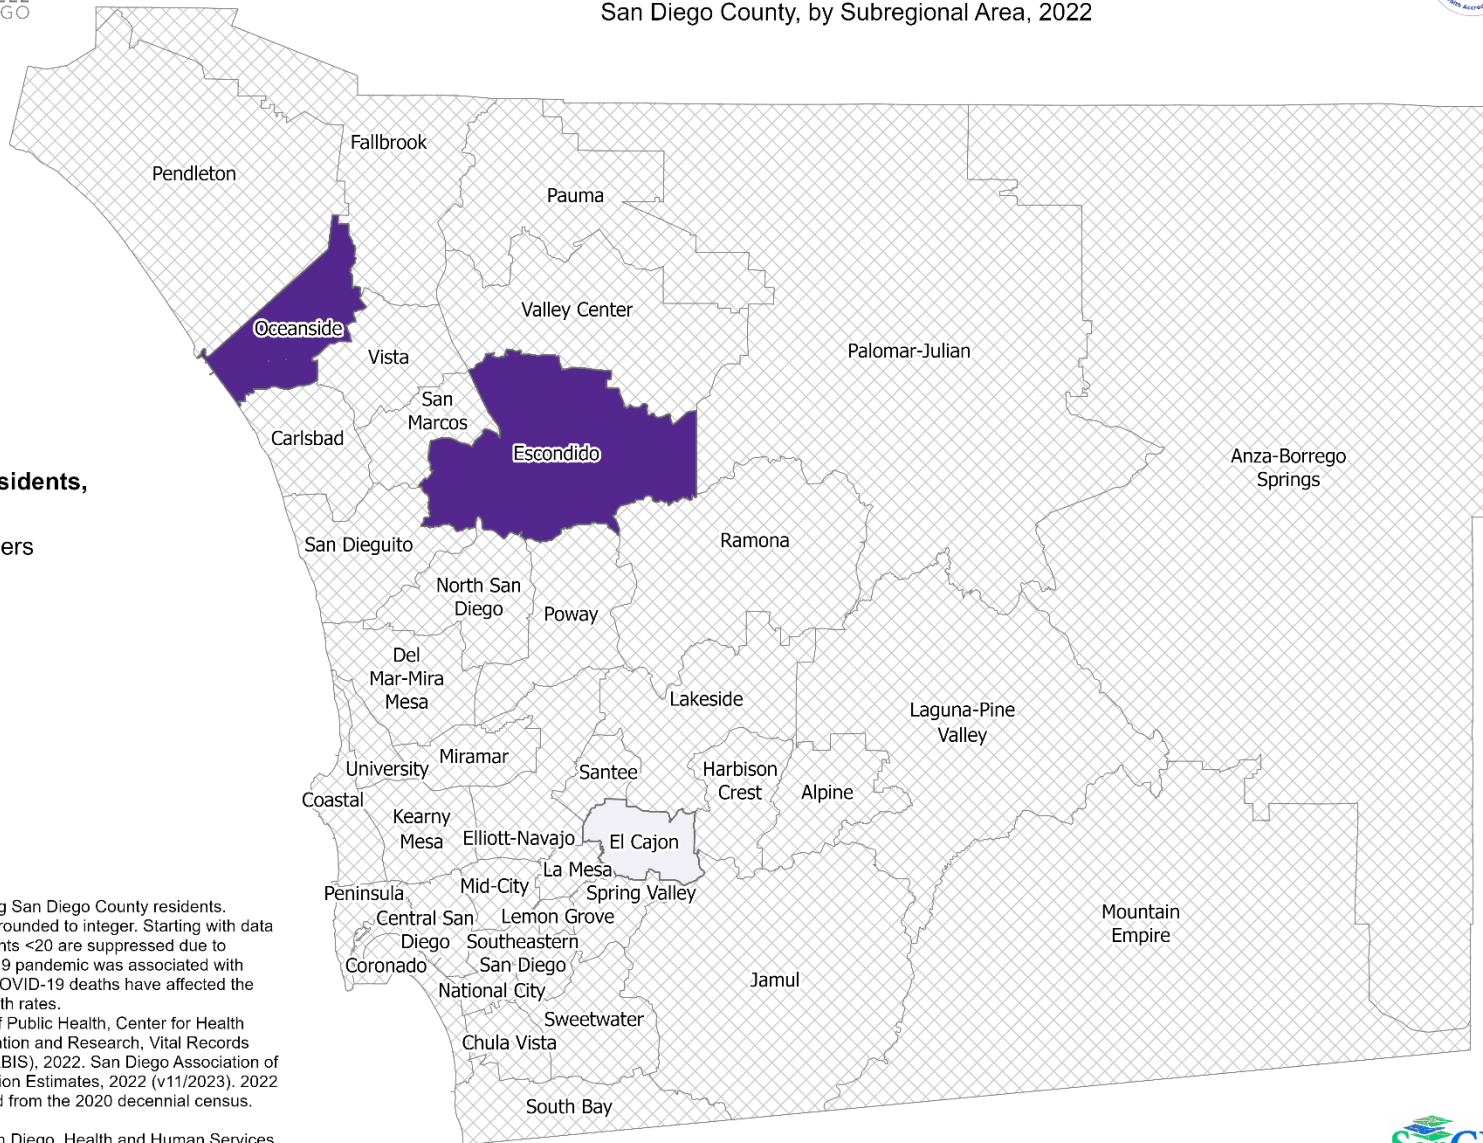 GO
San Diego County, by Subregional Area, 2022
Fallbrook
Pendleton
Pauma
Valley Center
Oceanside
Vista
Palomar-Julian
San
Marcos
Carlsbad
Escondido
Anza-Borrego
Springs
sidents,
ers
San Dieguito
Ramona
North San
Diego
Poway
Del
Mar-Mira
Mesa
Lakeside
Laguna-Pine
Valley
Miramar
University
Santee
Harbison
Crest
Alpine
Coastal
Kearny
Mesa
Elliott-Navajo
El Cajon
La Mesa
Mid-City
Spring Valley
Peninsula
Central San
Diego
Lemon Grove
Southeastern
San Diego
Coronado
Mountain
Empire
Jamul
National City
Sweetwater
Chula Vista
South Bay
g San Diego County residents.
rounded to integer. Starting with data
nts <20 are suppressed due to
9 pandemic was associated with
OVID-19 deaths have affected the
th rates.
f Public Health, Center for Health
ation and Research, Vital Records
BIS), 2022. San Diego Association of
ion Estimates, 2022 (v11/2023). 2022
d from the 2020 decennial census.
n Diego, Health and Human Services